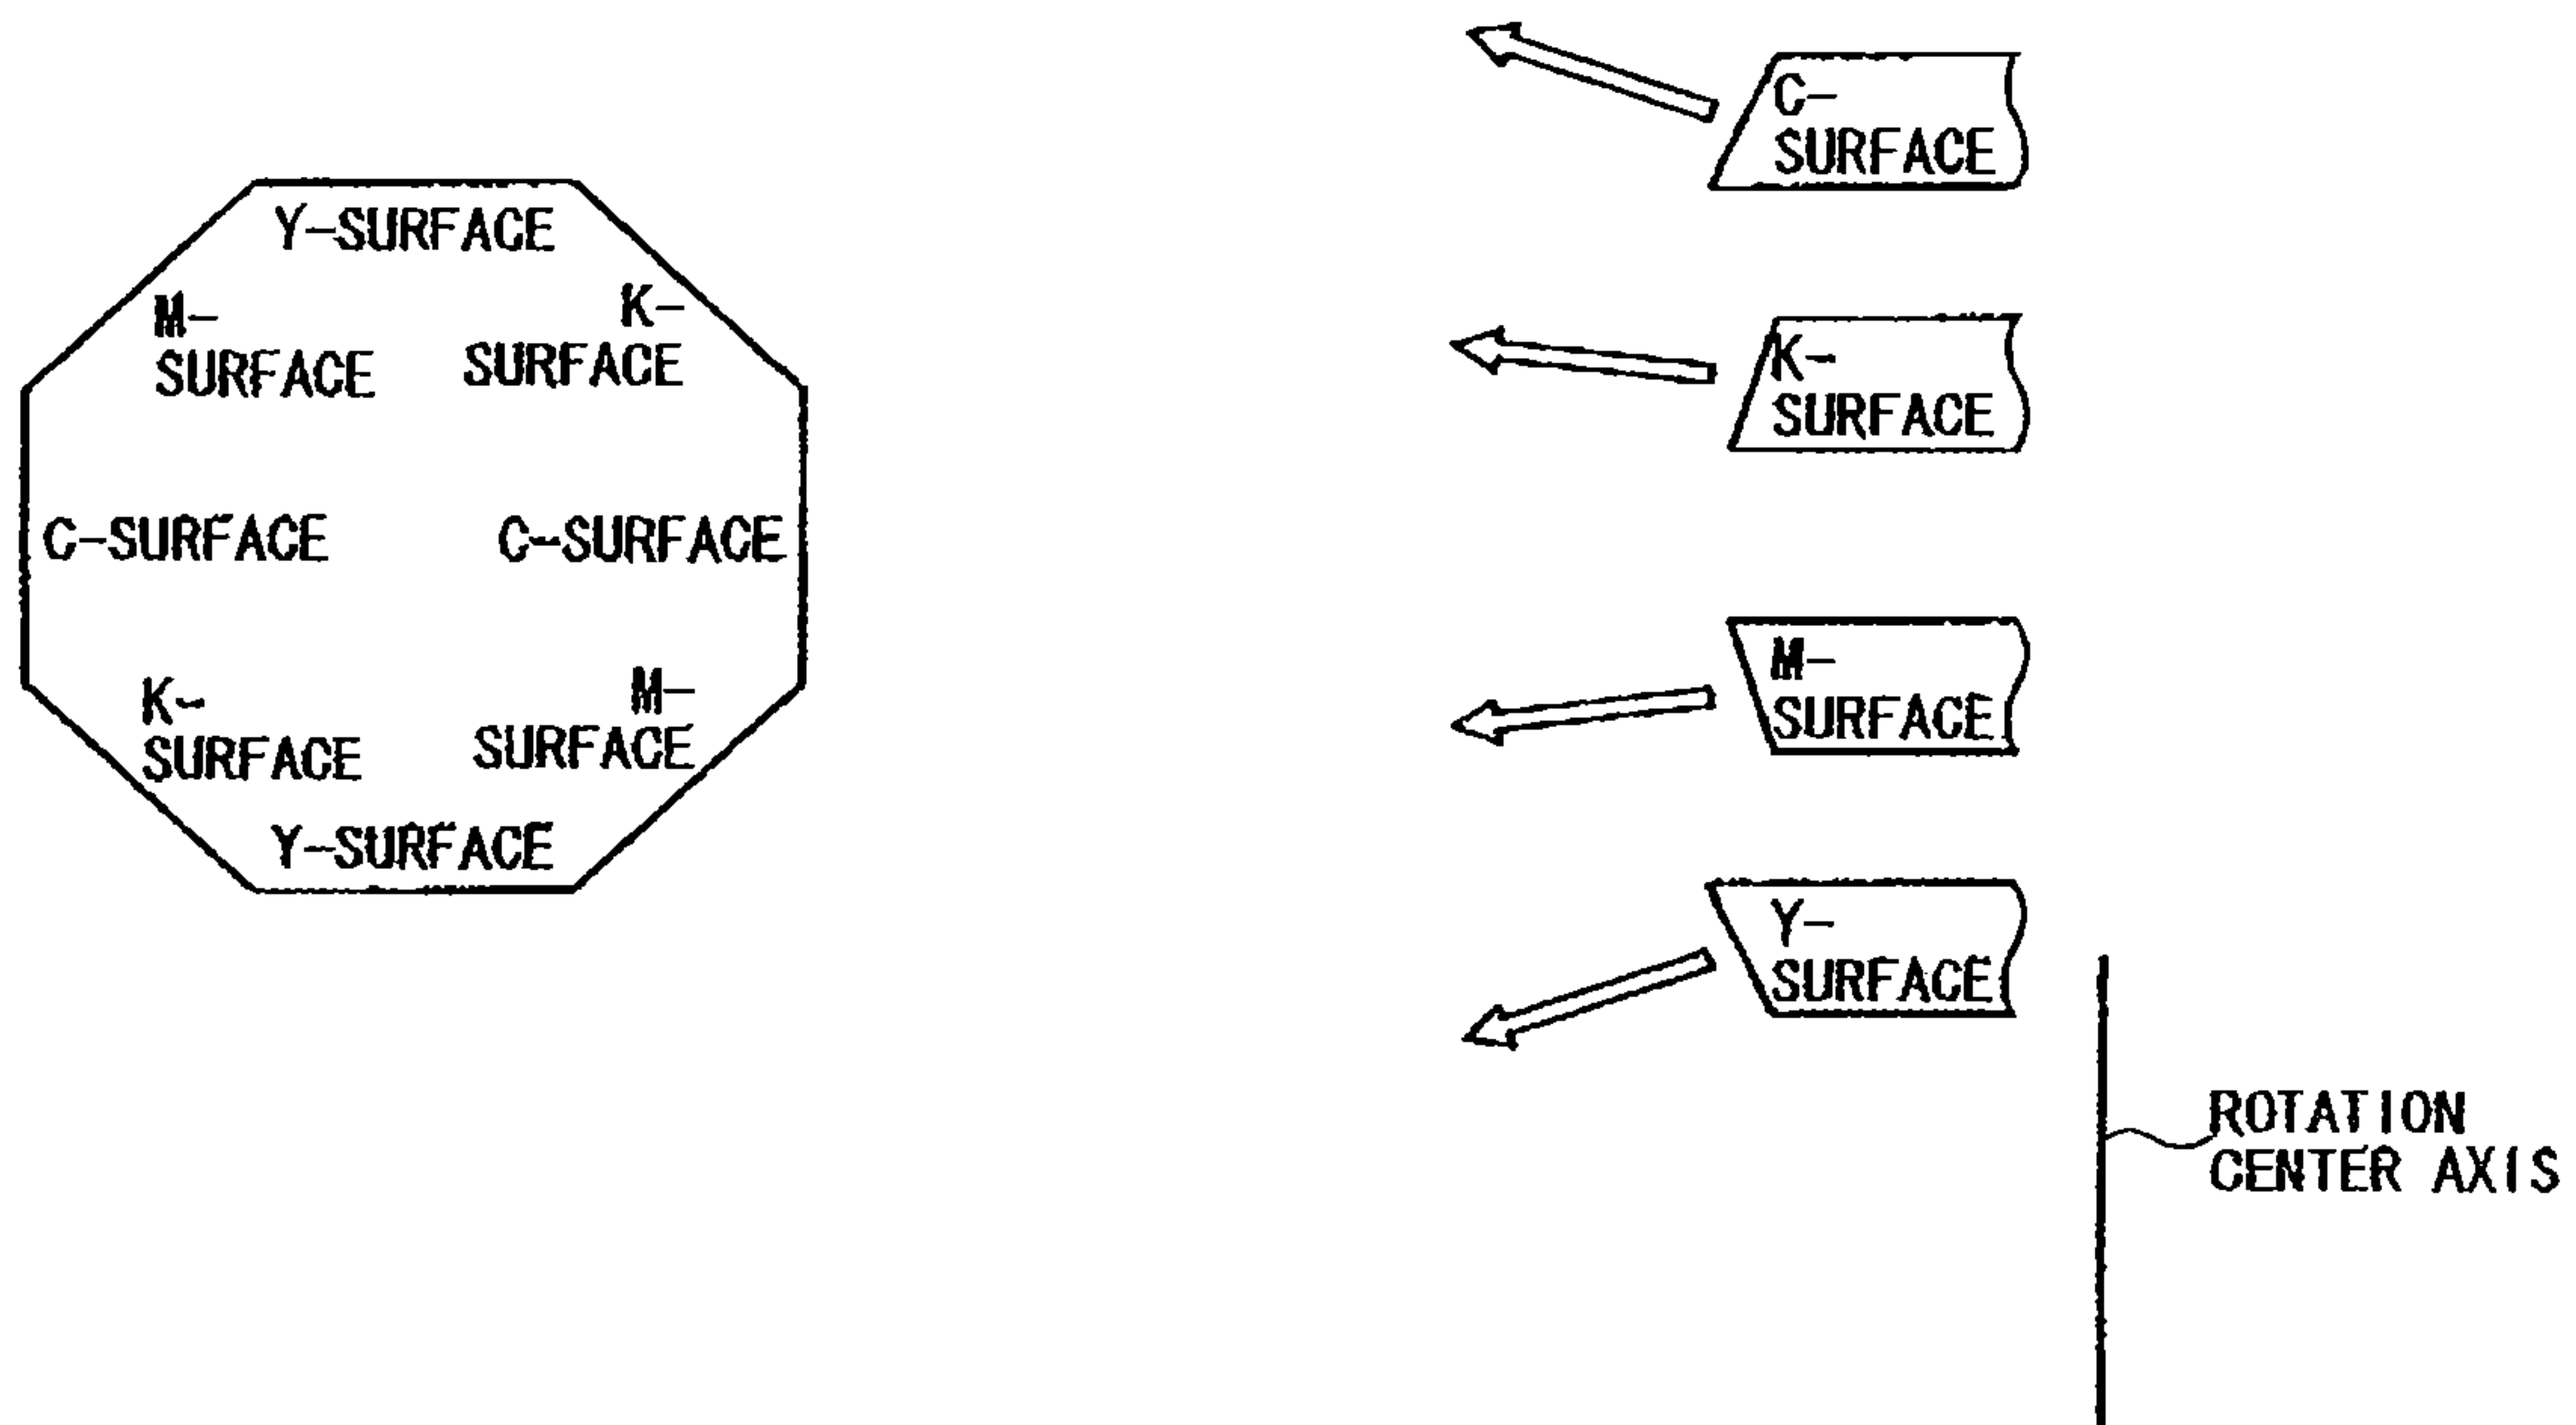 Y-SURFACE
M-
SURFACE
K-
SURFACE
C-SURFACE
C-SURFACE
K-
SURFACE
M-
SURFACE
Y-SURFACE
C-
SURFACE
K-
SURFACE
M-
SURFACE
Y-
SURFACE
ROTATION
CENTER AXIS